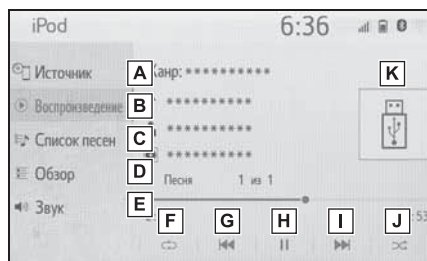 iPod 6:36
Источник
Воспроизведение
Список песен
Обзор
Звук
A Жанр: **********
B **********
C **********
D **********
Песня 1 из 1
E
F G H I J
K